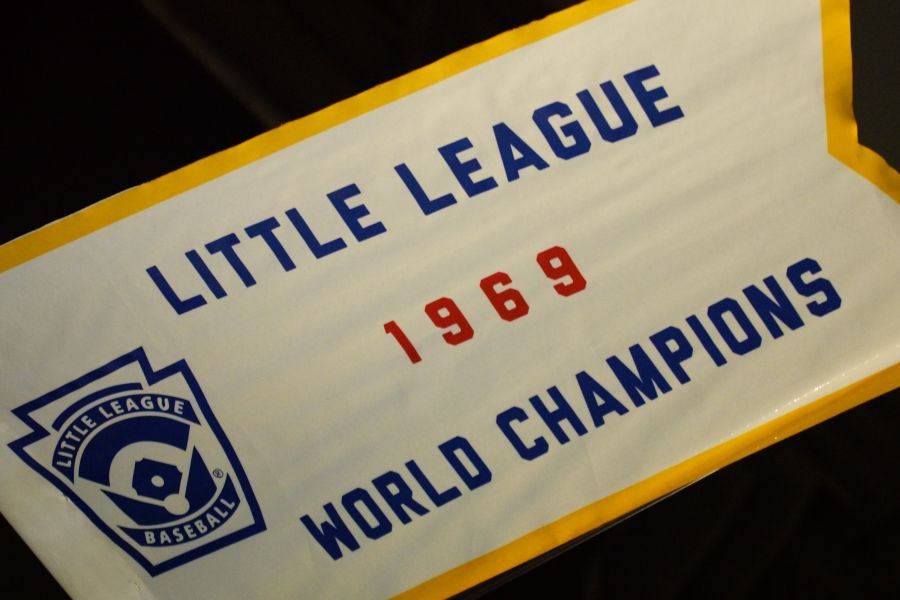 LITTLE LEAGUE
1969
WORLD CHAMPIONS
LITTLE LEAGUE
®
BASEBALL